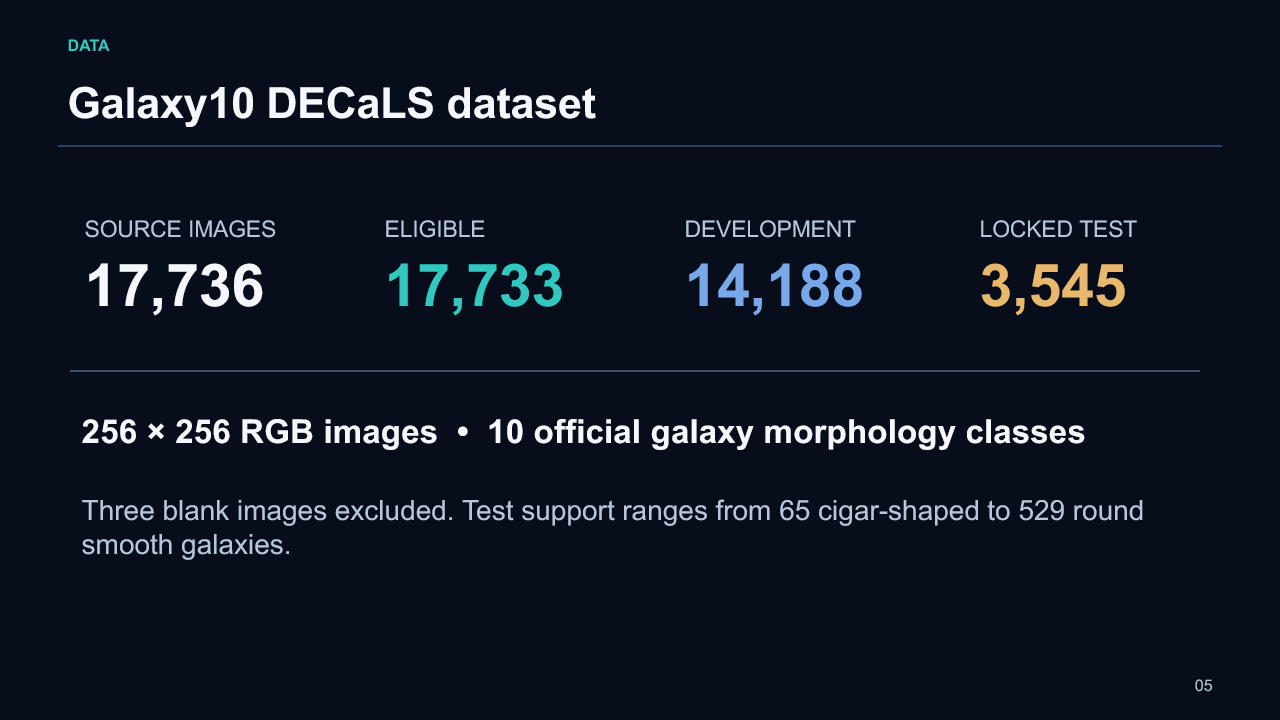 DATA
Galaxy10 DECaLS dataset
SOURCE IMAGES
17,736
ELIGIBLE
17,733
DEVELOPMENT
14,188
LOCKED TEST
3,545
256 × 256 RGB images • 10 official galaxy morphology classes
Three blank images excluded. Test support ranges from 65 cigar-shaped to 529 round
smooth galaxies.
05